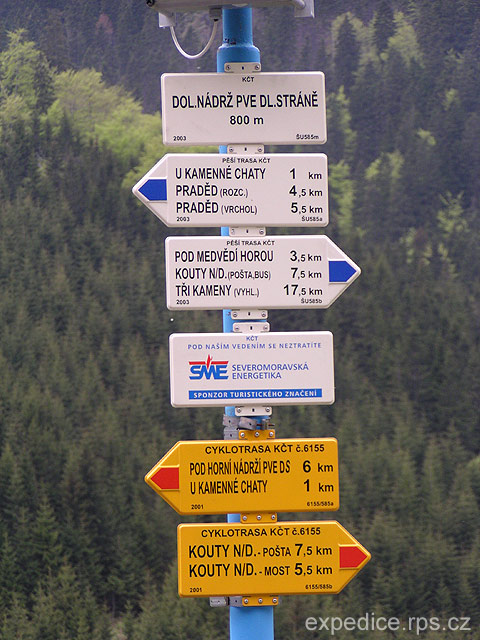 KČT
DOL.NÁDRŽ PVE DL.STRÁNĚ
800 m
2003 ŠU585m
PĚŠÍ TRASA KČT
U KAMENNÉ CHATY 1 km
PRADĚD (ROZC.) 4,5 km
PRADĚD (VRCHOL) 5,5 km
2003 ŠU585a
PĚŠÍ TRASA KČT
POD MEDVĚDÍ HOROU 3,5 km
KOUTY N/D.(POŠTA,BUS) 7,5 km
TŘI KAMENY (VYHL.) 17,5 km
2003 ŠU585b
KČT
POD NAŠÍM VEDENÍM SE NEZTRATÍTE
SME SEVEROMORAVSKÁ
ENERGETIKA
SPONZOR TURISTICKÉHO ZNAČENÍ
CYKLOTRASA KČT č.6155
POD HORNÍ NÁDRŽÍ PVE DS 6 km
U KAMENNÉ CHATY 1 km
2001 6155/585a
CYKLOTRASA KČT č.6155
KOUTY N/D.- POŠTA 7,5 km
KOUTY N/D.- MOST 5,5 km
2001 6155/585b
expedice.rps.cz